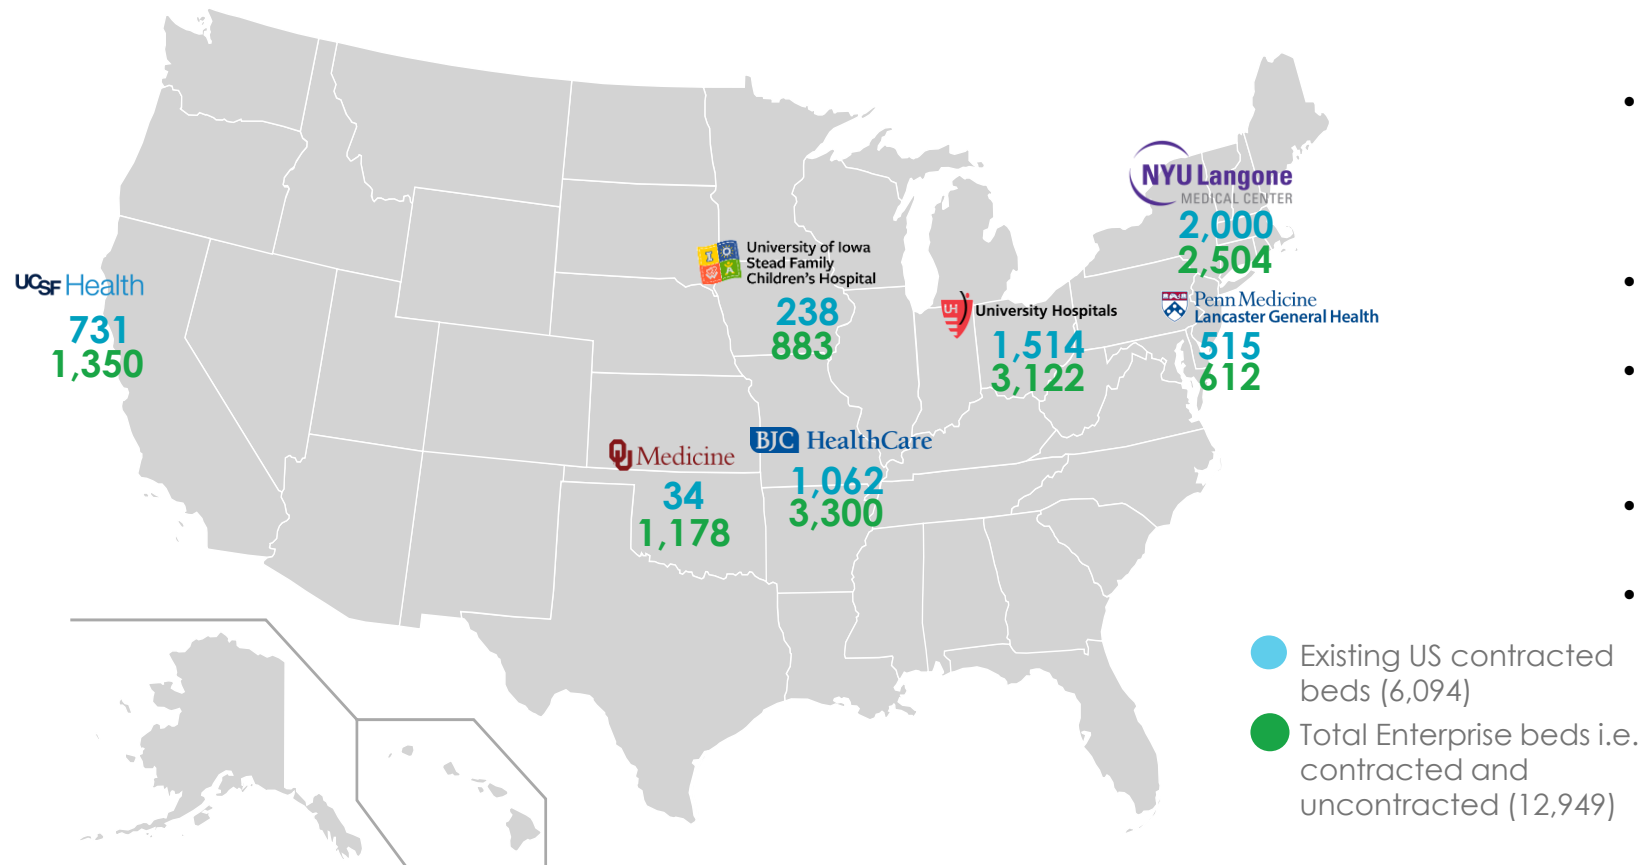 NYU Langone
MEDICAL CENTER
2,000
2,504
University of Iowa
Stead Family
Children's Hospital
238
883
UCSF Health
731
1,350
UH University Hospitals
1,514
3,122
Penn Medicine
Lancaster General Health
515
612
OU Medicine
34
1,178
BJC HealthCare
1,062
3,300
Existing US contracted
beds (6,094)
Total Enterprise beds i.e.
contracted and
uncontracted (12,949)